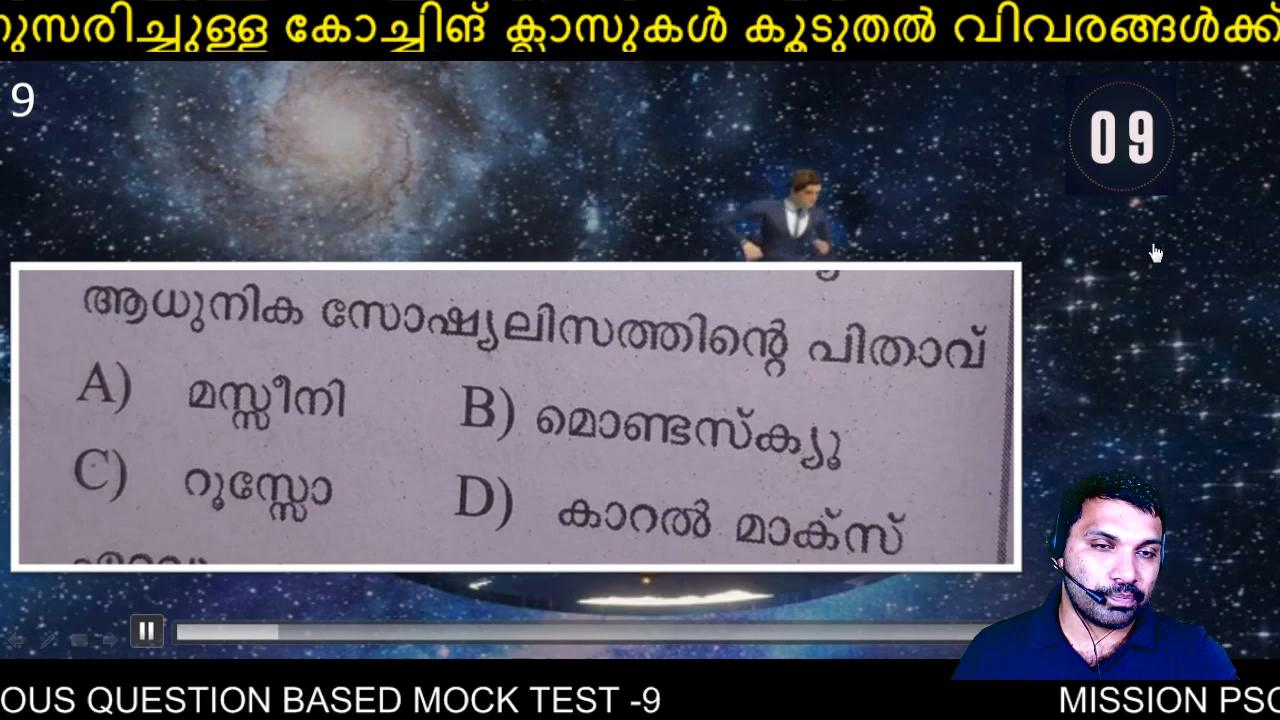 നുസരിച്ചുള്ള കോച്ചിങ് ക്ലാസുകൾ കൂടുതൽ വിവരങ്ങൾക്ക്
9
09
ആധുനിക സോഷ്യലിസത്തിന്റെ പിതാവ്
A) മസ്സീനി B) മൊണ്ടസ്ക്യൂ
C) റൂസ്സോ D) കാറൽ മാക്സ്
OUS QUESTION BASED MOCK TEST -9 MISSION PSC